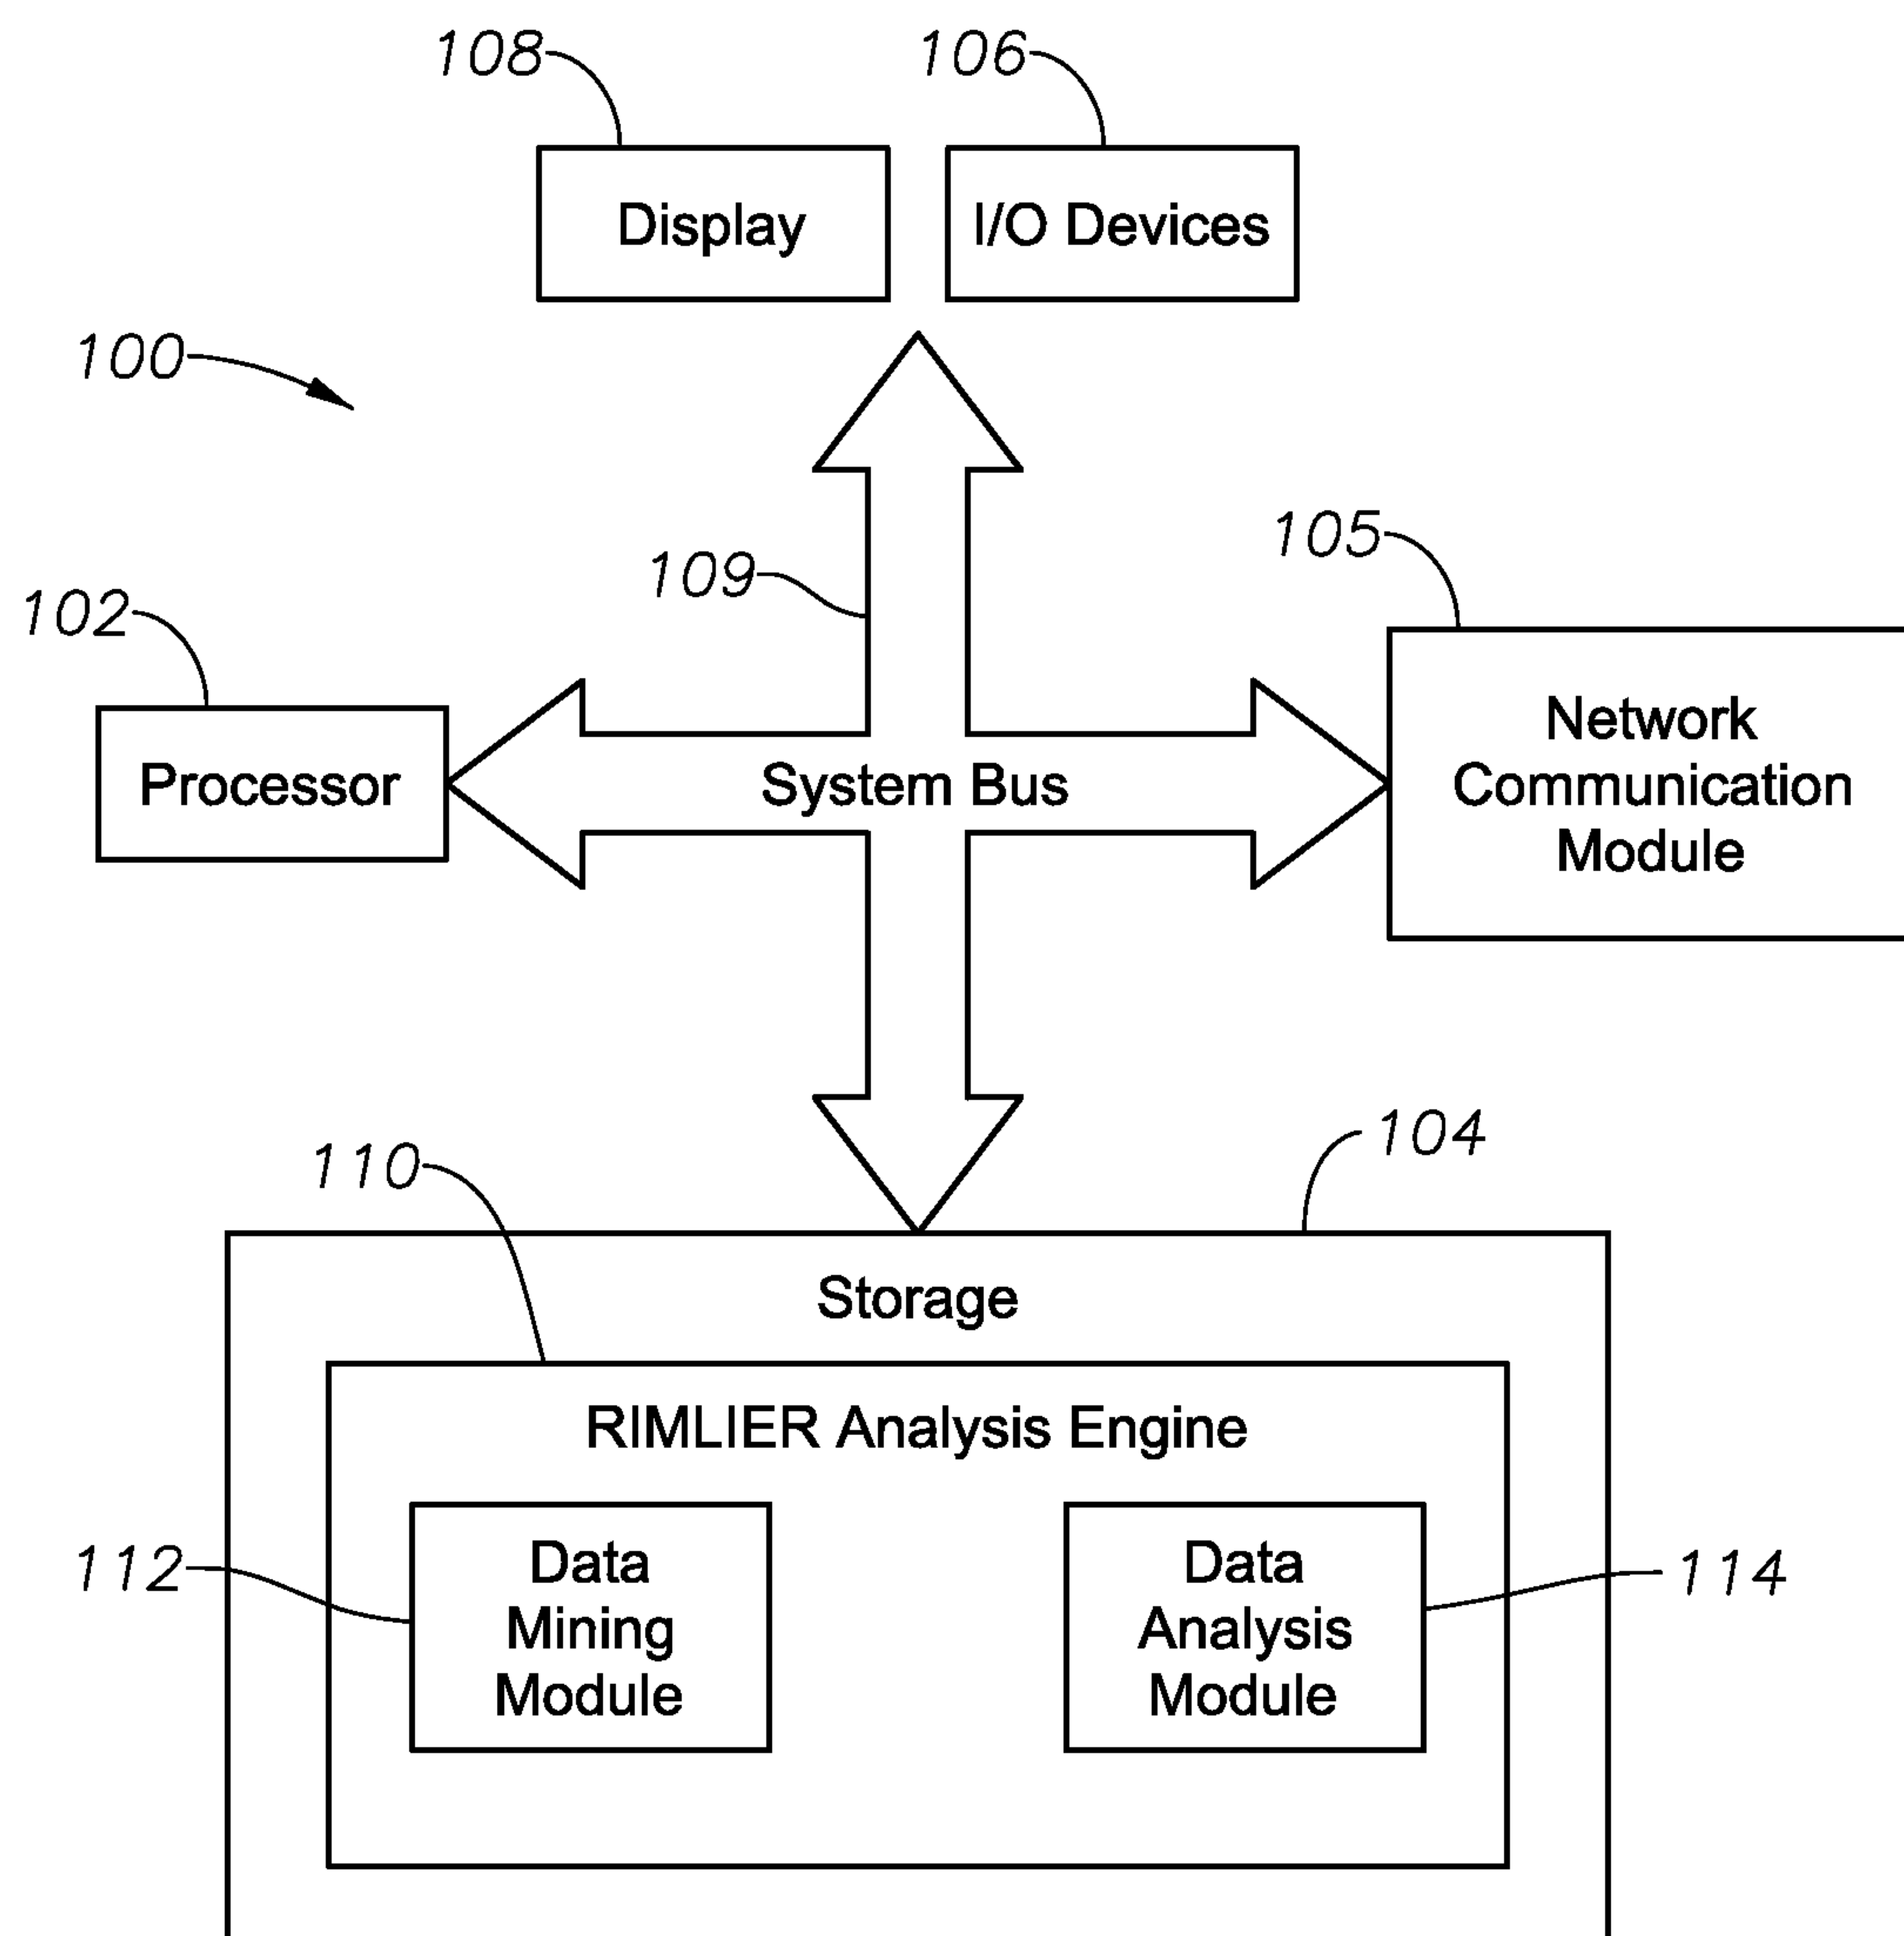 108
106
Display
I/O Devices
100
109
105
102
Network
Communication
Module
Processor
System Bus
110
104
Storage
RIMLIER Analysis Engine
112
Data
Mining
Module
Data
Analysis
Module
114